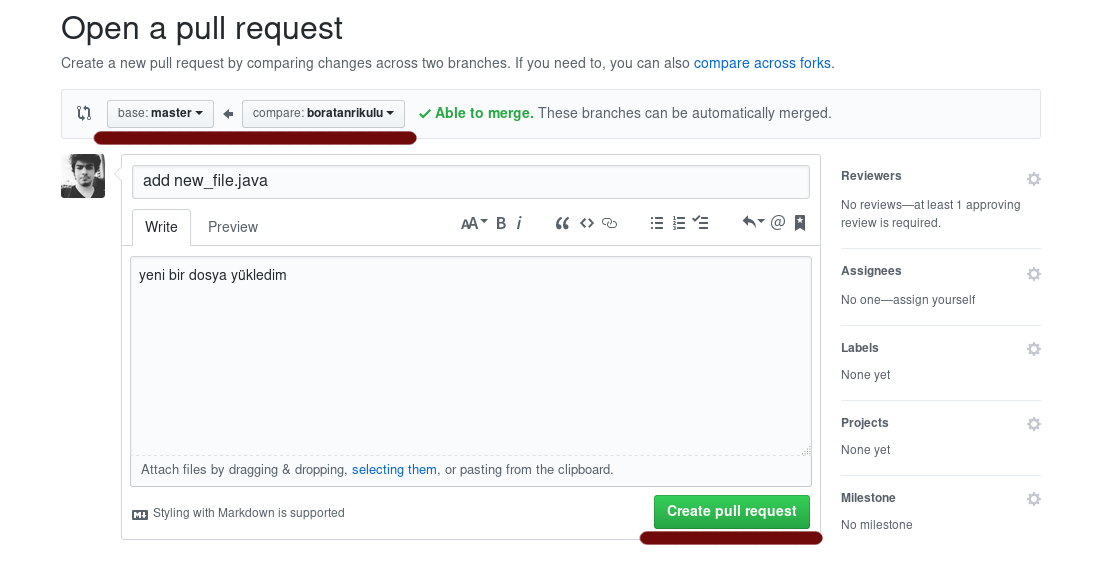 Open a pull request
Create a new pull request by comparing changes across two branches. If you need to, you can also compare across forks.
base: master compare: boratanrikulu Able to merge. These branches can be automatically merged.
add new_file.java
Write Preview AA B i @
yeni bir dosya yükledim
Attach files by dragging & dropping, selecting them, or pasting from the clipboard.
Styling with Markdown is supported
Create pull request
Reviewers
No reviews—at least 1 approving
review is required.
Assignees
No one—assign yourself
Labels
None yet
Projects
None yet
Milestone
No milestone